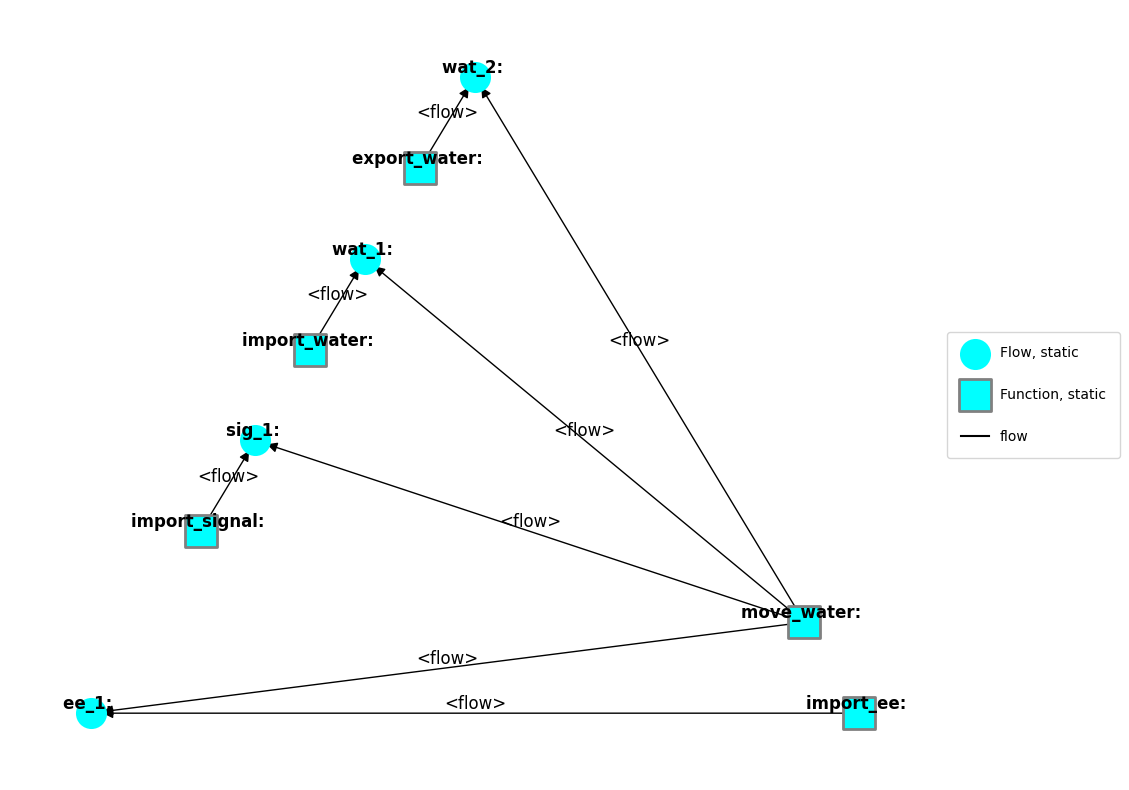 wat_2:
<flow>
export_water:
wat_1:
<flow>
import_water:
<flow>
Flow, static
Function, static
flow
<flow>
sig_1:
<flow>
import_signal:
<flow>
move_water:
<flow>
ee_1:
<flow>
import_ee: